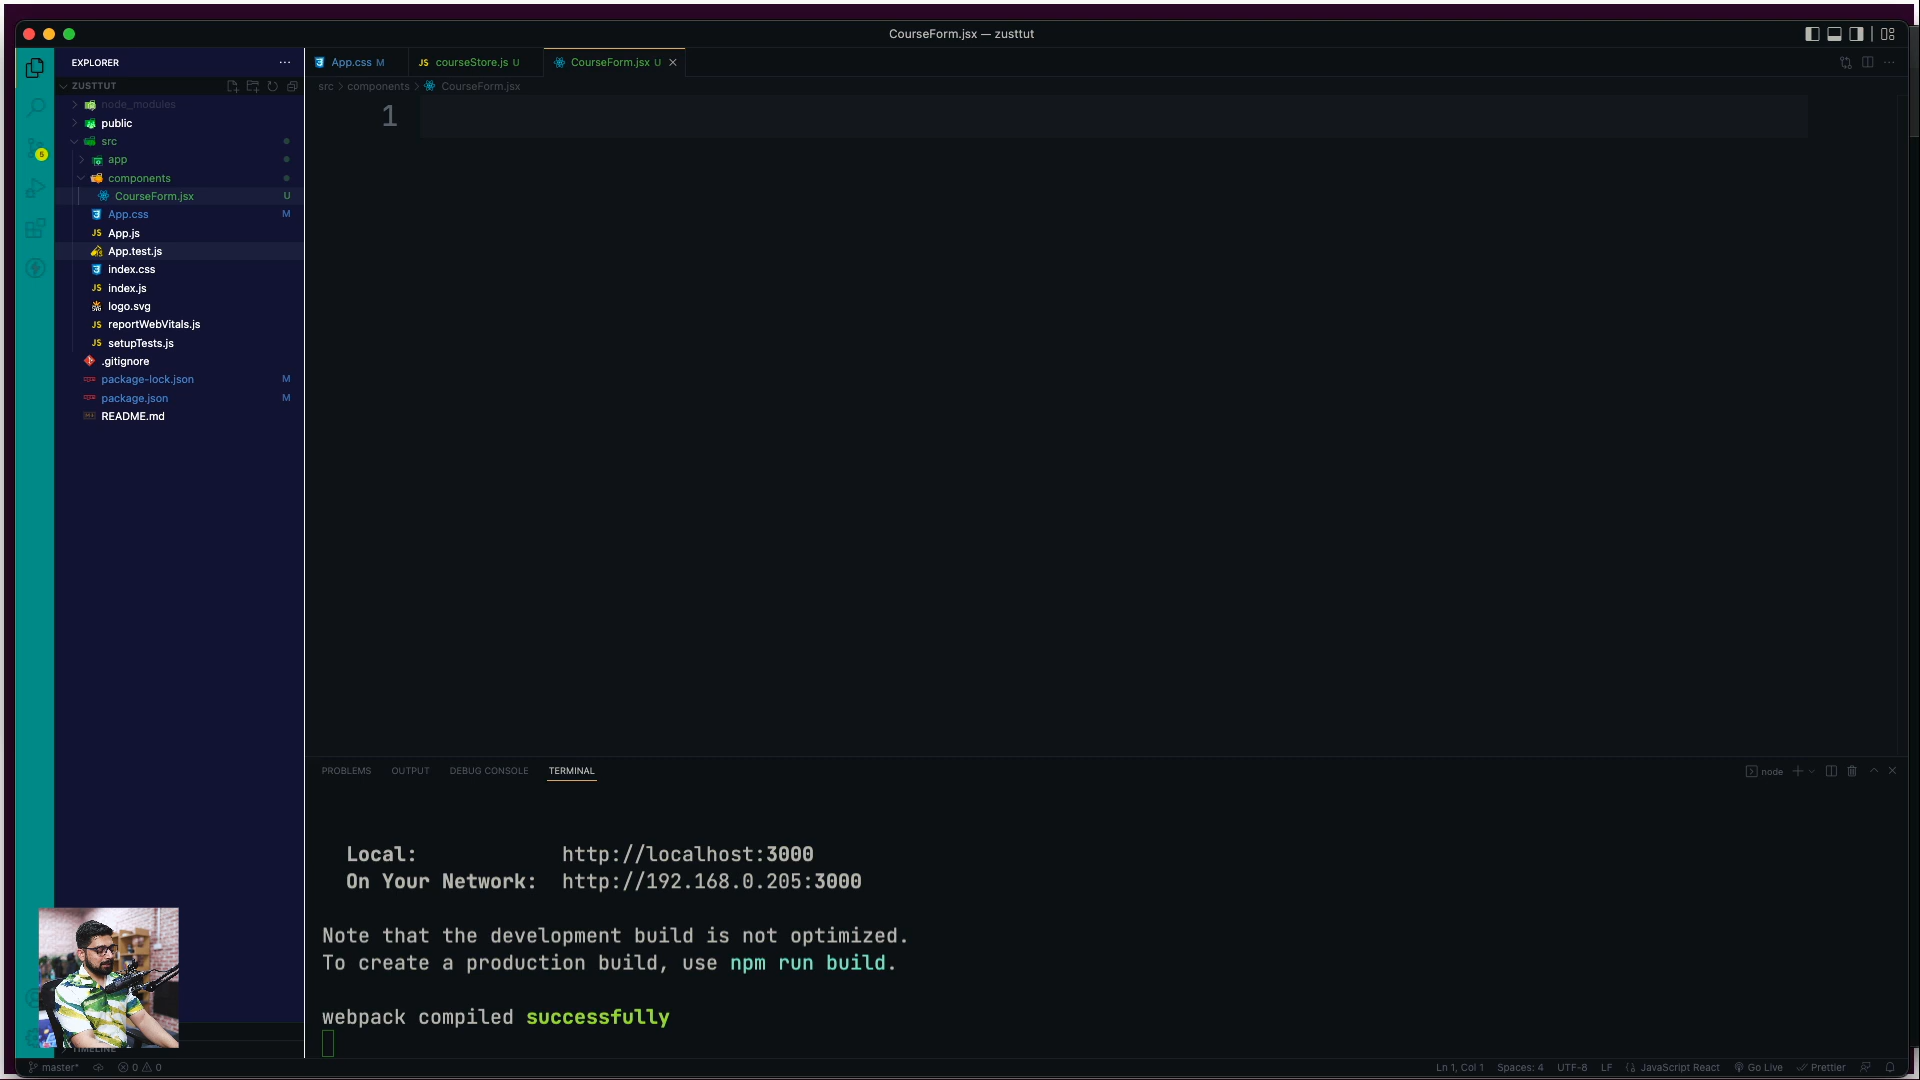 CourseForm.jsx — zusttut
EXPLORER
ZUSTTUT
node_modules
public
src
app
components
CourseForm.jsx U
App.css M
App.js
App.test.js
index.css
index.js
logo.svg
reportWebVitals.js
setupTests.js
.gitignore
package-lock.json M
package.json M
README.md
TIMELINE
5
App.css M
JS courseStore.js U
CourseForm.jsx U
src > components > CourseForm.jsx
1
PROBLEMS OUTPUT DEBUG CONSOLE TERMINAL
node
Local: http://localhost:3000
On Your Network: http://192.168.0.205:3000
Note that the development build is not optimized.
To create a production build, use npm run build.
webpack compiled successfully
master* 0 0
Ln 1, Col 1 Spaces: 4 UTF-8 LF JavaScript React Go Live Prettier